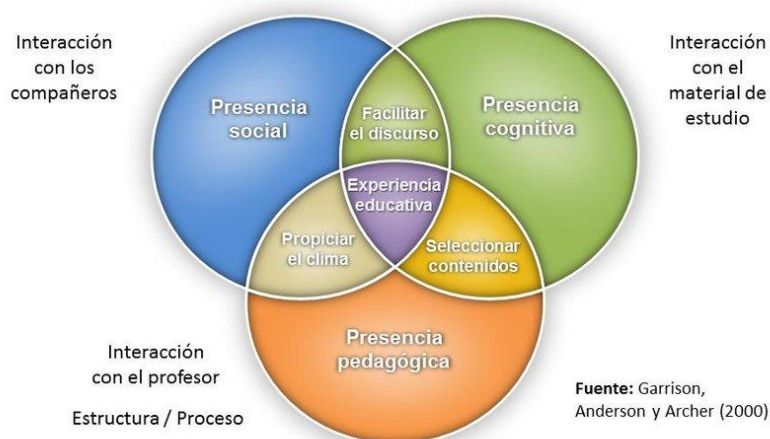 Interacción
con los
compañeros
Interacción
con el
material de
estudio
Presencia
social
Facilitar
el discurso
Presencia
cognitiva
Experiencia
educativa
Propiciar
el clima
Seleccionar
contenidos
Presencia
pedagógica
Interacción
con el profesor
Estructura / Proceso
Fuente: Garrison,
Anderson y Archer (2000)